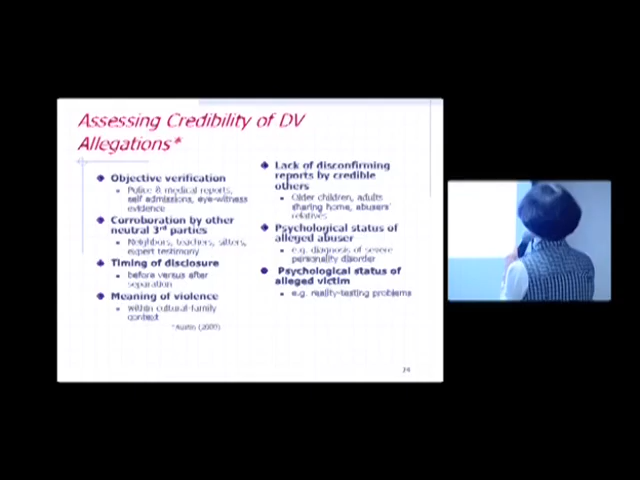 Assessing Credibility of DV
Allegations*
Objective verification
Police & medical reports,
self admissions, eye-witness
evidence
Corroboration by other
neutral 3rd parties
Neighbors, teachers, sitters,
expert testimony
Timing of disclosure
before versus after
separation
Meaning of violence
within cultural-family
context
*Austin (2000)
Lack of disconfirming
reports by credible
others
Older children, adults
sharing home, abusers'
relatives
Psychological status of
alleged abuser
e.g. diagnosis of severe
personality disorder
Psychological status of
alleged victim
e.g. reality-testing problems